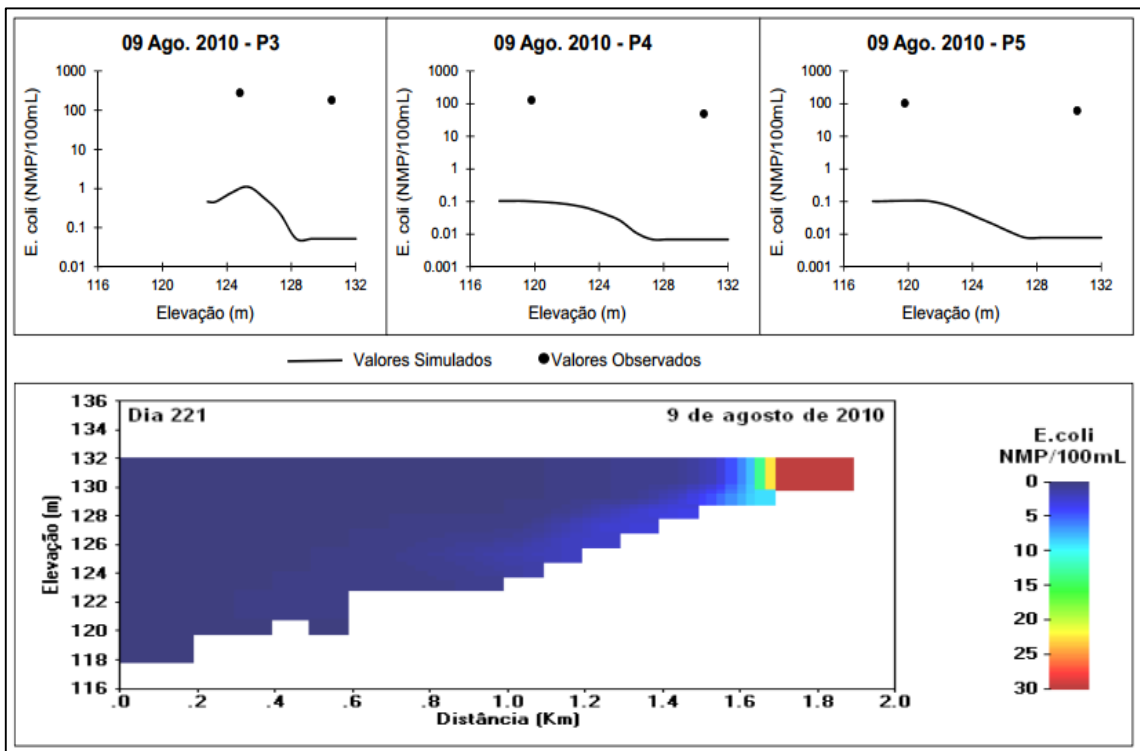 09 Ago. 2010 - P3
E. coli (NMP/100mL)
1000
100
10
1
0.1
0.01
116 120 124 128 132
Elevação (m)
09 Ago. 2010 - P4
E. coli (NMP/100mL)
1000
100
10
1
0.1
0.01
0.001
116 120 124 128 132
Elevação (m)
09 Ago. 2010 - P5
E. coli (NMP/100mL)
1000
100
10
1
0.1
0.01
0.001
116 120 124 128 132
Elevação (m)
Valores Simulados
Valores Observados
Dia 221
9 de agosto de 2010
Elevação (m)
136
134
132
130
128
126
124
122
120
118
116
.0 .2 .4 .6 .8 1.0 1.2 1.4 1.6 1.8 2.0
Distância (Km)
E.coli
NMP/100mL
0
5
10
15
20
25
30